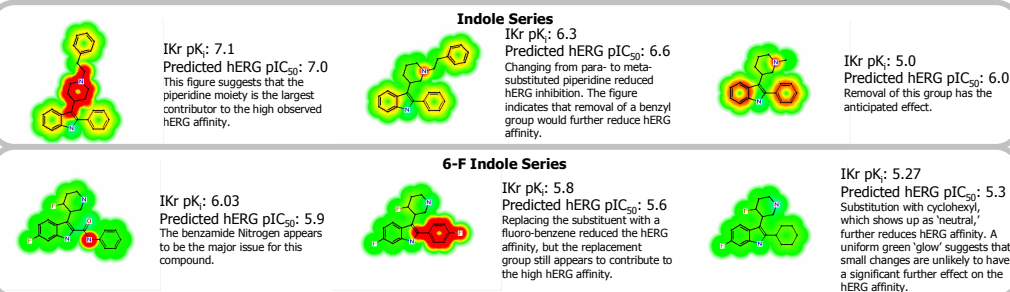 Indole Series
IKr pKi: 7.1
Predicted hERG pIC50: 7.0
This figure suggests that the
piperidine moiety is the largest
contributor to the high observed
hERG affinity.
IKr pKi: 6.3
Predicted hERG pIC50: 6.6
Changing from para- to meta-
substituted piperidine reduced
hERG inhibition. The figure
indicates that removal of a benzyl
group would further reduce hERG
affinity.
IKr pKi: 5.0
Predicted hERG pIC50: 6.0
Removal of this group has the
anticipated effect.
6-F Indole Series
IKr pKi: 6.03
Predicted hERG pIC50: 5.9
The benzamide Nitrogen appears
to be the major issue for this
compound.
IKr pKi: 5.8
Predicted hERG pIC50: 5.6
Replacing the substituent with a
fluoro-benzene reduced the hERG
affinity, but the replacement
group still appears to contribute to
the high hERG affinity.
IKr pKi: 5.27
Predicted hERG pIC50: 5.3
Substitution with cyclohexyl,
which shows up as ‘neutral,’
further reduces hERG affinity. A
uniform green ‘glow’ suggests that
small changes are unlikely to have
a significant further effect on the
hERG affinity.